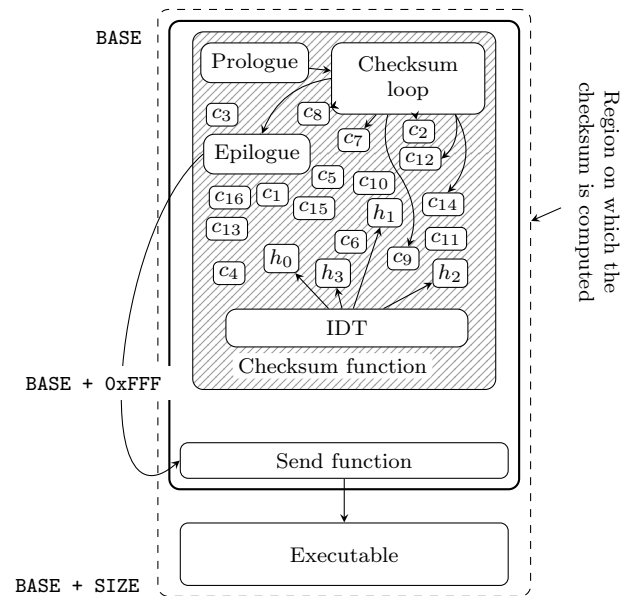 BASE
Prologue
Checksum
loop
c8
c3
c7
c2
c12
Epilogue
c5
c10
c16
c1
c15
h1
c14
c13
c6
c11
c9
h0
c4
h3
h2
IDT
Checksum function
BASE + 0xFFF
Send function
Executable
BASE + SIZE
Region on which the
checksum is computed